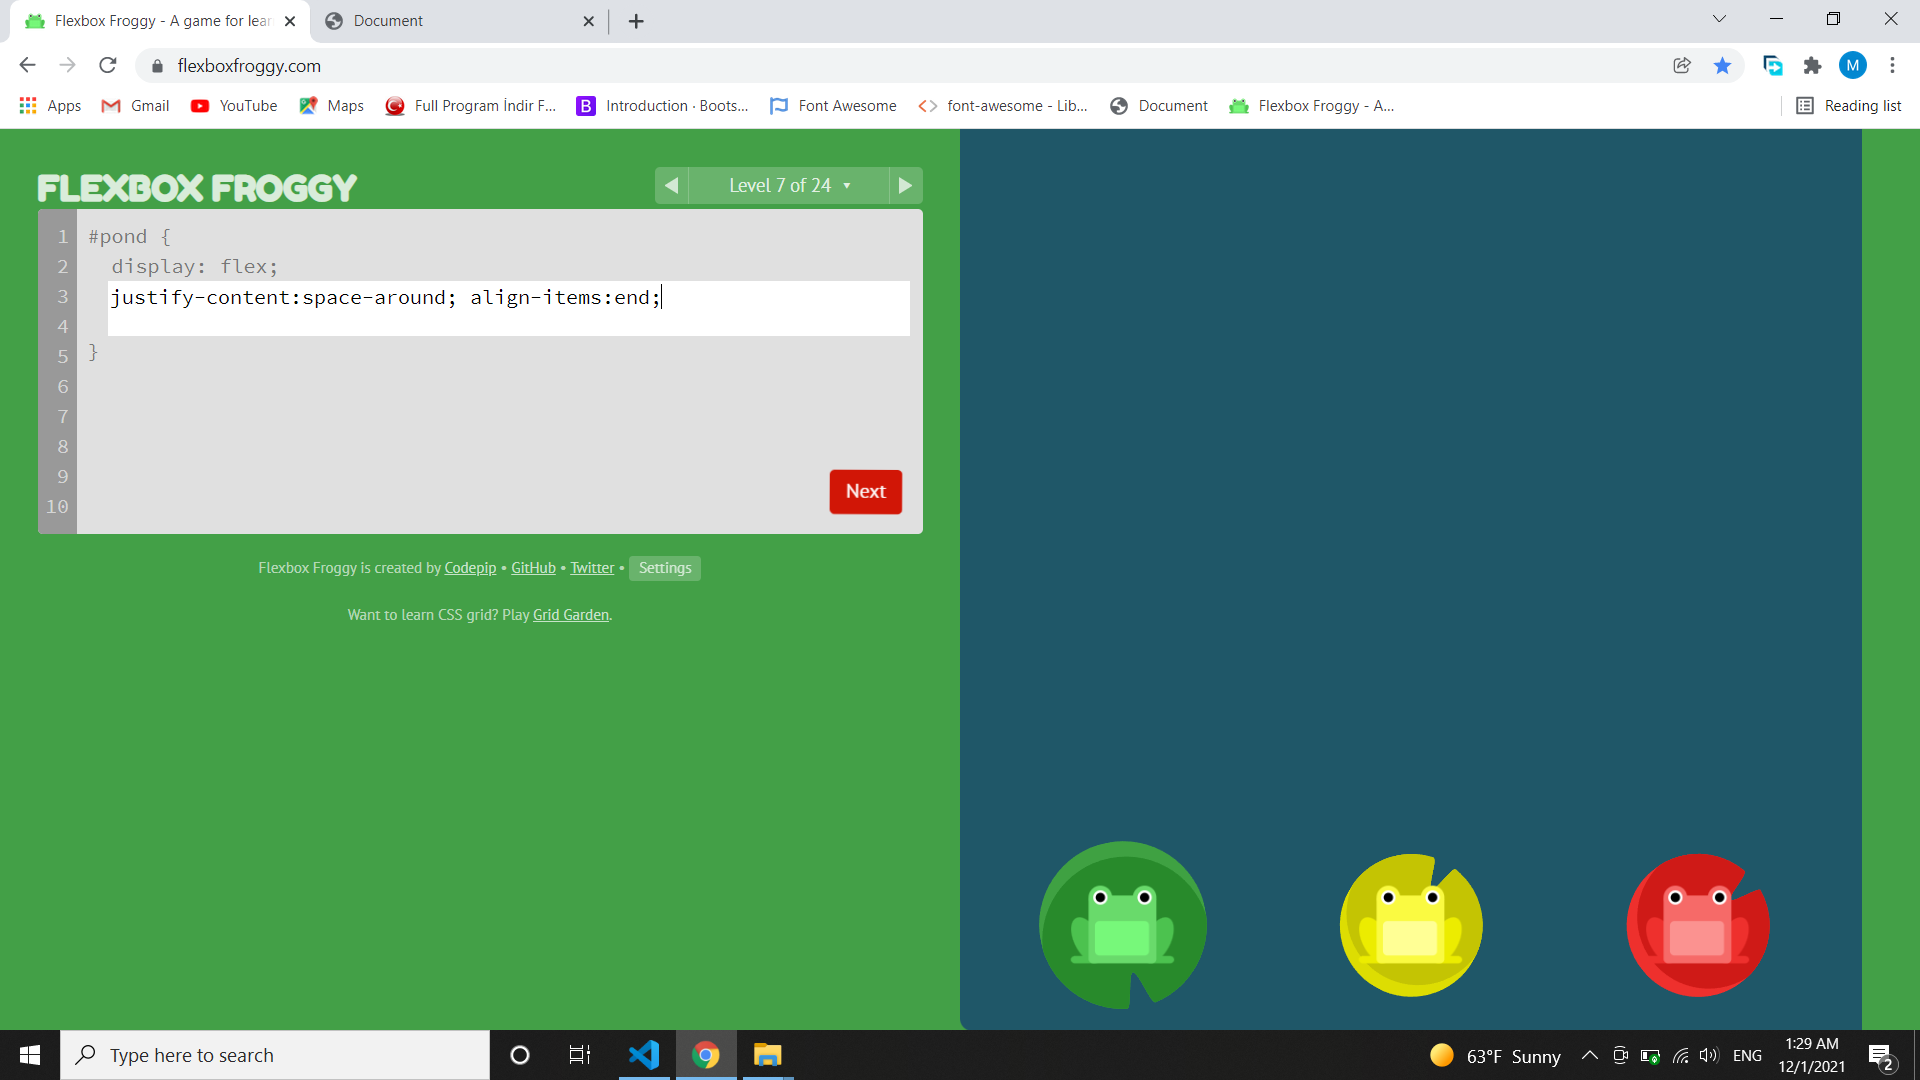 Flexbox Froggy - A game for lear
Document
flexboxfroggy.com
M
Apps
Gmail
YouTube
Maps
Full Program İndir F...
B
Introduction · Boots...
Font Awesome
font-awesome - Lib...
Document
Flexbox Froggy - A...
Reading list
FLEXBOX FROGGY
Level 7 of 24
1 #pond {
2 display: flex;
3 justify-content:space-around; align-items:end;
4
5 }
6
7
8
9
10
Next
Flexbox Froggy is created by Codepip • GitHub • Twitter • Settings
Want to learn CSS grid? Play Grid Garden.
Type here to search
63°F Sunny
ENG
1:29 AM
12/1/2021
2